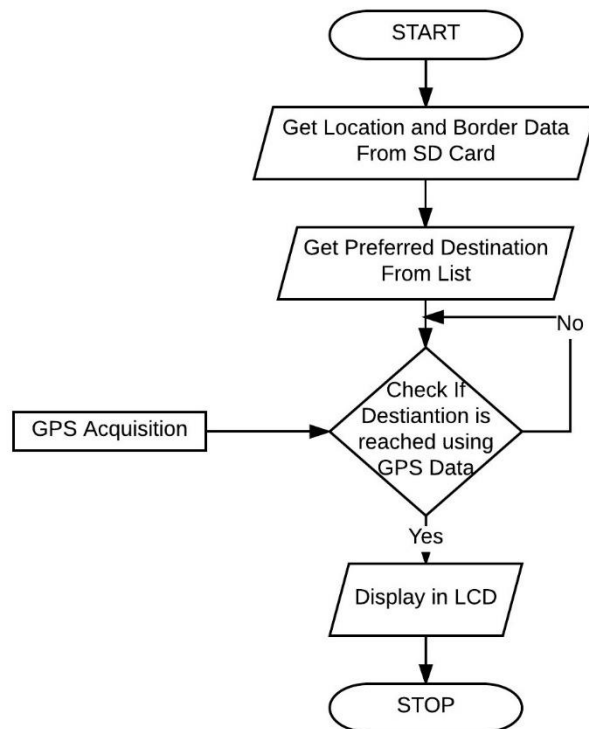 START
Get Location and Border Data
From SD Card
Get Preferred Destination
From List
No
Check If
Destiantion is
reached using
GPS Data
GPS Acquisition
Yes
Display in LCD
STOP